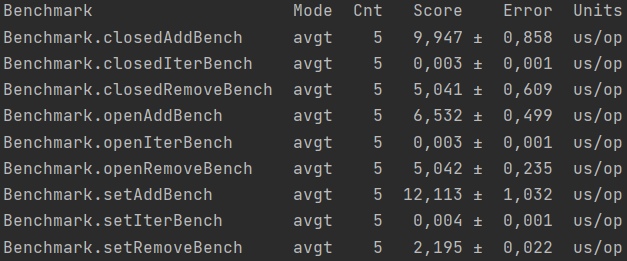 Benchmark Mode Cnt Score Error Units
Benchmark.closedAddBench avgt 5 9,947 ± 0,858 us/op
Benchmark.closedIterBench avgt 5 0,003 ± 0,001 us/op
Benchmark.closedRemoveBench avgt 5 5,041 ± 0,609 us/op
Benchmark.openAddBench avgt 5 6,532 ± 0,499 us/op
Benchmark.openIterBench avgt 5 0,003 ± 0,001 us/op
Benchmark.openRemoveBench avgt 5 5,042 ± 0,235 us/op
Benchmark.setAddBench avgt 5 12,113 ± 1,032 us/op
Benchmark.setIterBench avgt 5 0,004 ± 0,001 us/op
Benchmark.setRemoveBench avgt 5 2,195 ± 0,022 us/op